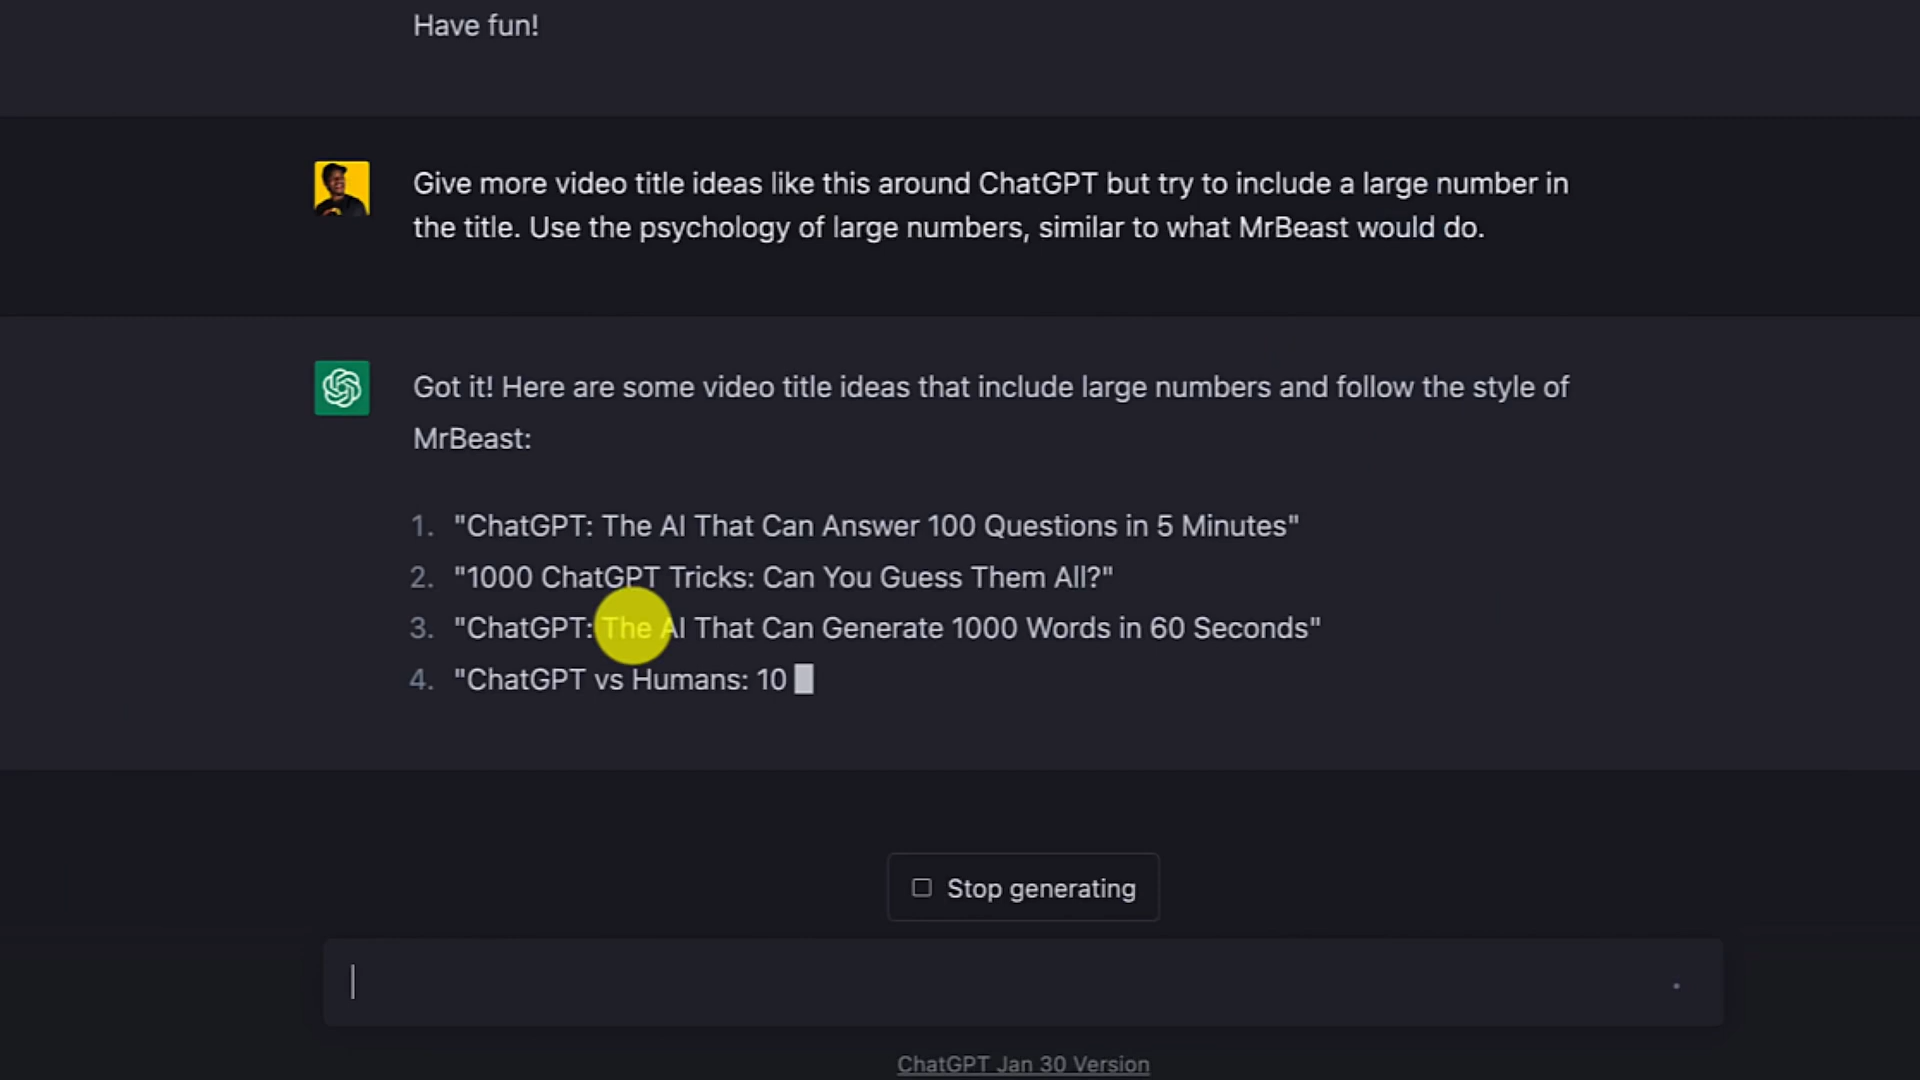 Have fun!
Give more video title ideas like this around ChatGPT but try to include a large number in
the title. Use the psychology of large numbers, similar to what MrBeast would do.
Got it! Here are some video title ideas that include large numbers and follow the style of
MrBeast:
1. "ChatGPT: The AI That Can Answer 100 Questions in 5 Minutes"
2. "1000 ChatGPT Tricks: Can You Guess Them All?"
3. "ChatGPT: The AI That Can Generate 1000 Words in 60 Seconds"
4. "ChatGPT vs Humans: 10
Stop generating
ChatGPT Jan 30 Version